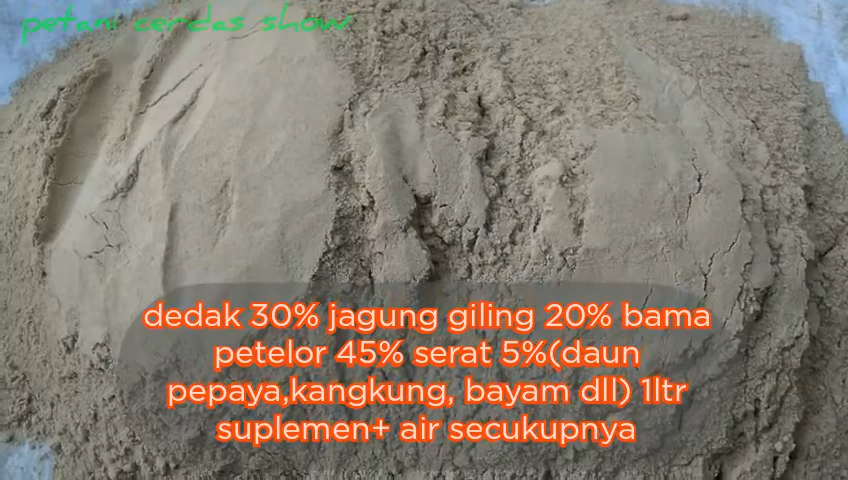 petani cerdas show
dedak 30% jagung giling 20% bama
petelor 45% serat 5%(daun
pepaya,kangkung, bayam dll) 1ltr
suplemen+ air secukupnya